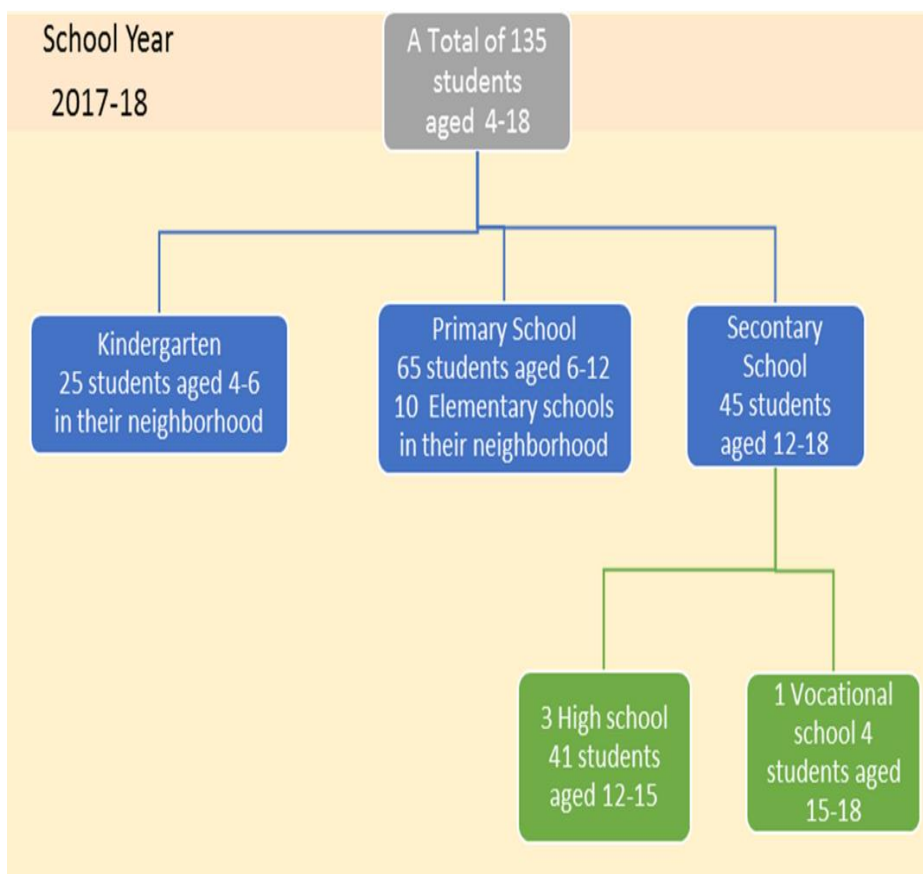 School Year
2017-18
A Total of 135
students
aged 4-18
Kindergarten
25 students aged 4-6
in their neighborhood
Primary School
65 students aged 6-12
10 Elementary schools
in their neighborhood
Secontary
School
45 students
aged 12-18
3 High school
41 students
aged 12-15
1 Vocational
school 4
students aged
15-18